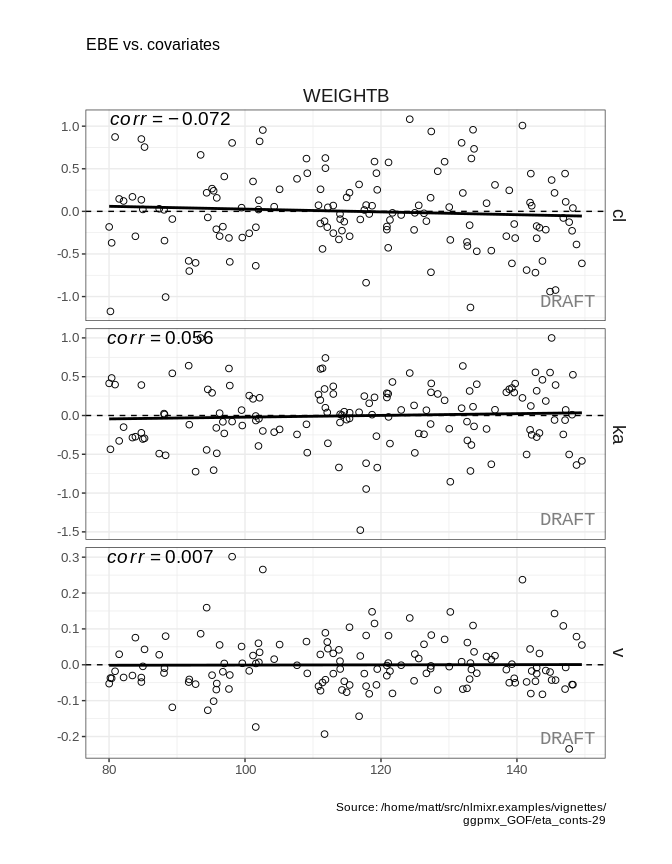 EBE vs. covariates
WEIGHTB
corr = −0.072
1.0
0.5
0.0
-0.5
-1.0
cl
DRAFT
corr = 0.056
1.0
0.5
0.0
-0.5
-1.0
-1.5
ka
DRAFT
corr = 0.007
0.3
0.2
0.1
0.0
-0.1
-0.2
v
DRAFT
80 100 120 140
Source: /home/matt/src/nlmixr.examples/vignettes/
ggpmx_GOF/eta_conts-29